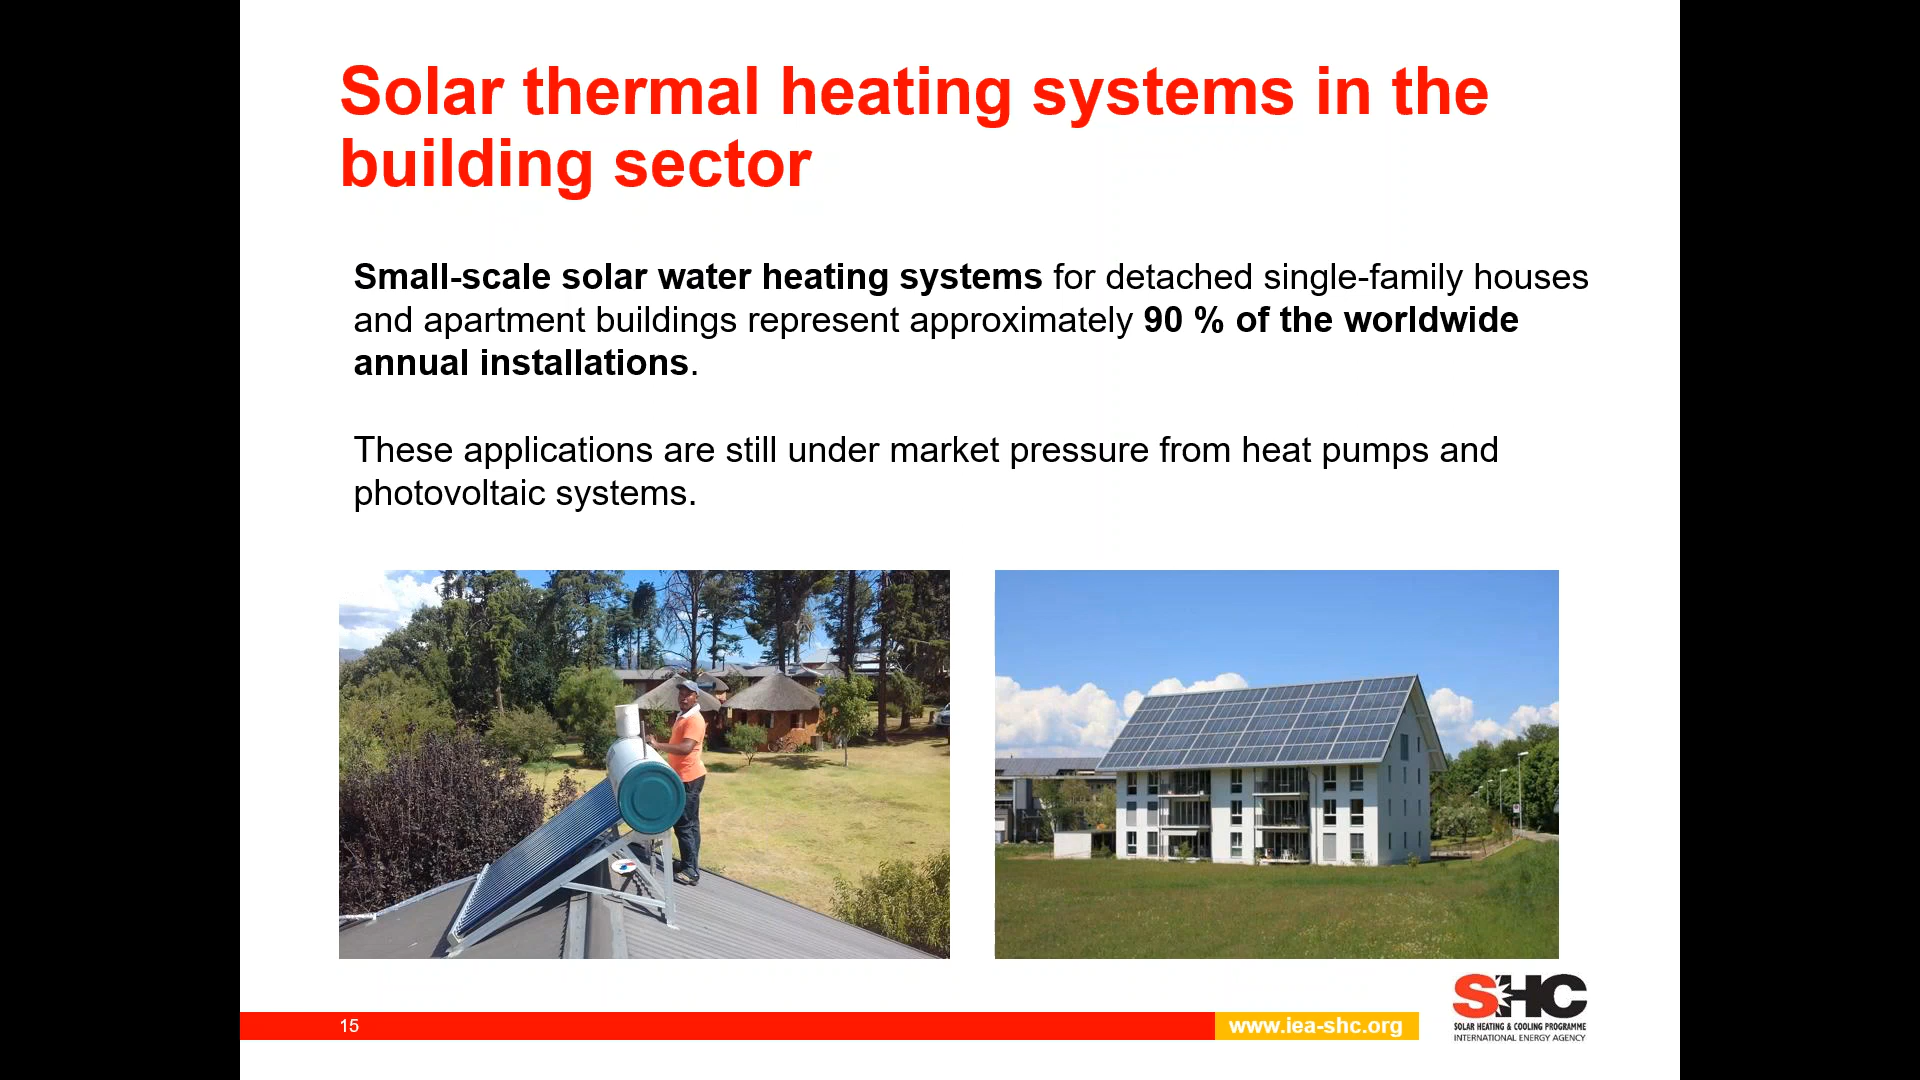 Solar thermal heating systems in the
building sector
Small-scale solar water heating systems for detached single-family houses
and apartment buildings represent approximately 90 % of the worldwide
annual installations.
These applications are still under market pressure from heat pumps and
photovoltaic systems.
15
www.iea-shc.org
SHC
SOLAR HEATING & COOLING PROGRAMME
INTERNATIONAL ENERGY AGENCY